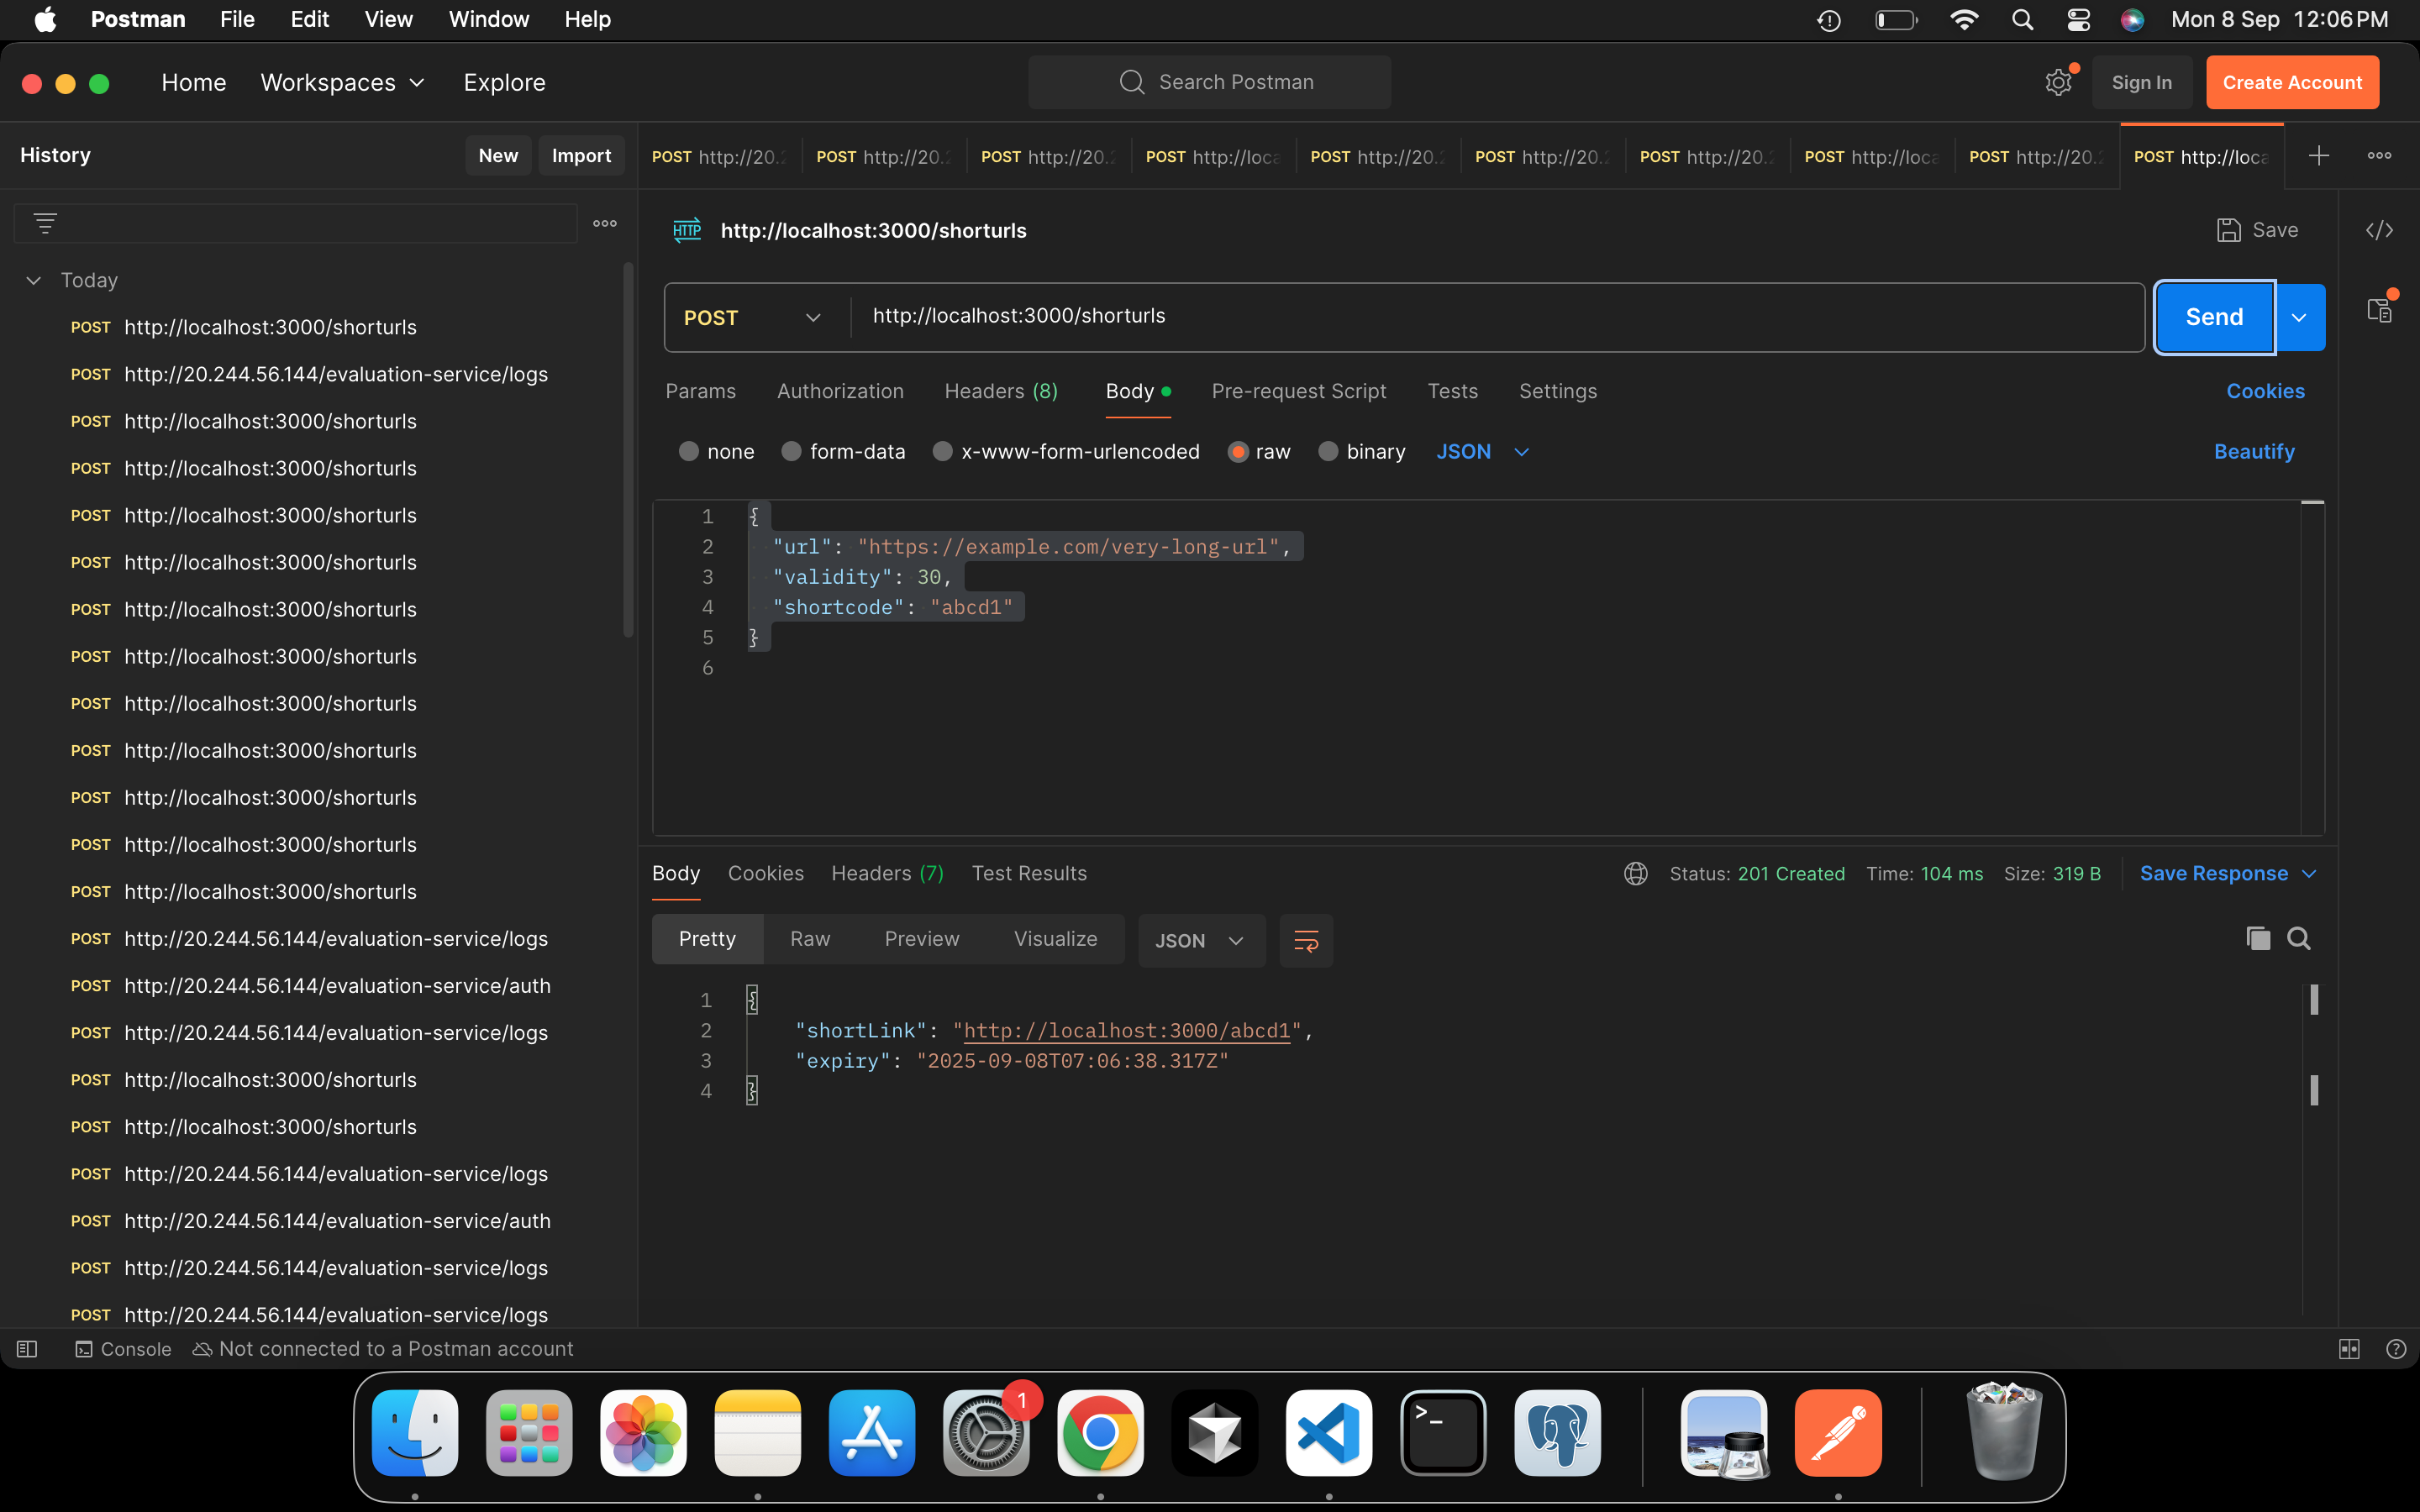 Postman File Edit View Window Help Mon 8 Sep 12:06 PM
Home Workspaces Explore Search Postman Sign In Create Account
History New Import
POST http://20. POST http://20. POST http://20. POST http://loca POST http://20. POST http://20. POST http://20. POST http://loca POST http://20. POST http://loca
HTTP http://localhost:3000/shorturls Save
Today
POST http://localhost:3000/shorturls
POST http://20.244.56.144/evaluation-service/logs
POST http://localhost:3000/shorturls
POST http://localhost:3000/shorturls
POST http://localhost:3000/shorturls
POST http://localhost:3000/shorturls
POST http://localhost:3000/shorturls
POST http://localhost:3000/shorturls
POST http://localhost:3000/shorturls
POST http://localhost:3000/shorturls
POST http://localhost:3000/shorturls
POST http://localhost:3000/shorturls
POST http://localhost:3000/shorturls
POST http://20.244.56.144/evaluation-service/logs
POST http://20.244.56.144/evaluation-service/auth
POST http://20.244.56.144/evaluation-service/logs
POST http://localhost:3000/shorturls
POST http://localhost:3000/shorturls
POST http://20.244.56.144/evaluation-service/logs
POST http://20.244.56.144/evaluation-service/auth
POST http://20.244.56.144/evaluation-service/logs
POST http://20.244.56.144/evaluation-service/logs
POST http://localhost:3000/shorturls Send
Params Authorization Headers (8) Body Pre-request Script Tests Settings Cookies
none form-data x-www-form-urlencoded raw binary JSON Beautify
1 {
2 "url": "https://example.com/very-long-url",
3 "validity": 30,
4 "shortcode": "abcd1"
5 }
6
Body Cookies Headers (7) Test Results Status: 201 Created Time: 104 ms Size: 319 B Save Response
Pretty Raw Preview Visualize JSON
1 {
2 "shortLink": "http://localhost:3000/abcd1",
3 "expiry": "2025-09-08T07:06:38.317Z"
4 }
Console Not connected to a Postman account
1
>_